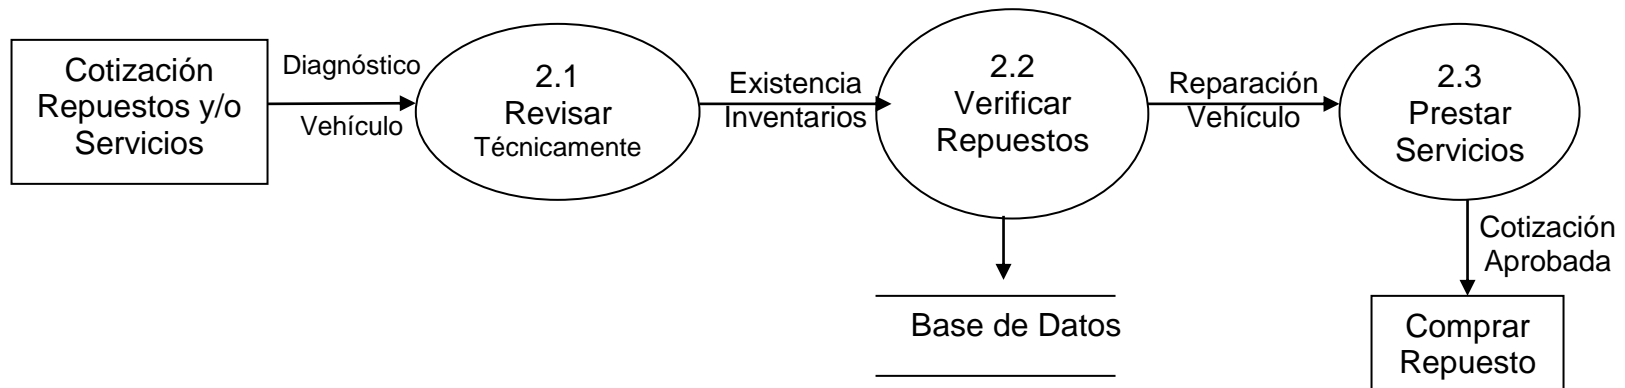 Cotización
Repuestos y/o
Servicios
Diagnóstico
Vehículo
2.1
Revisar
Técnicamente
Existencia
Inventarios
2.2
Verificar
Repuestos
Reparación
Vehículo
2.3
Prestar
Servicios
Cotización
Aprobada
Base de Datos
Comprar
Repuesto